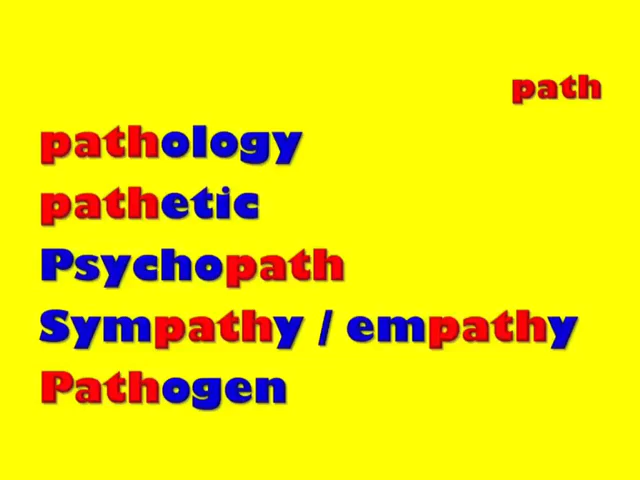 path
pathology
pathetic
Psychopath
Sympathy / empathy
Pathogen